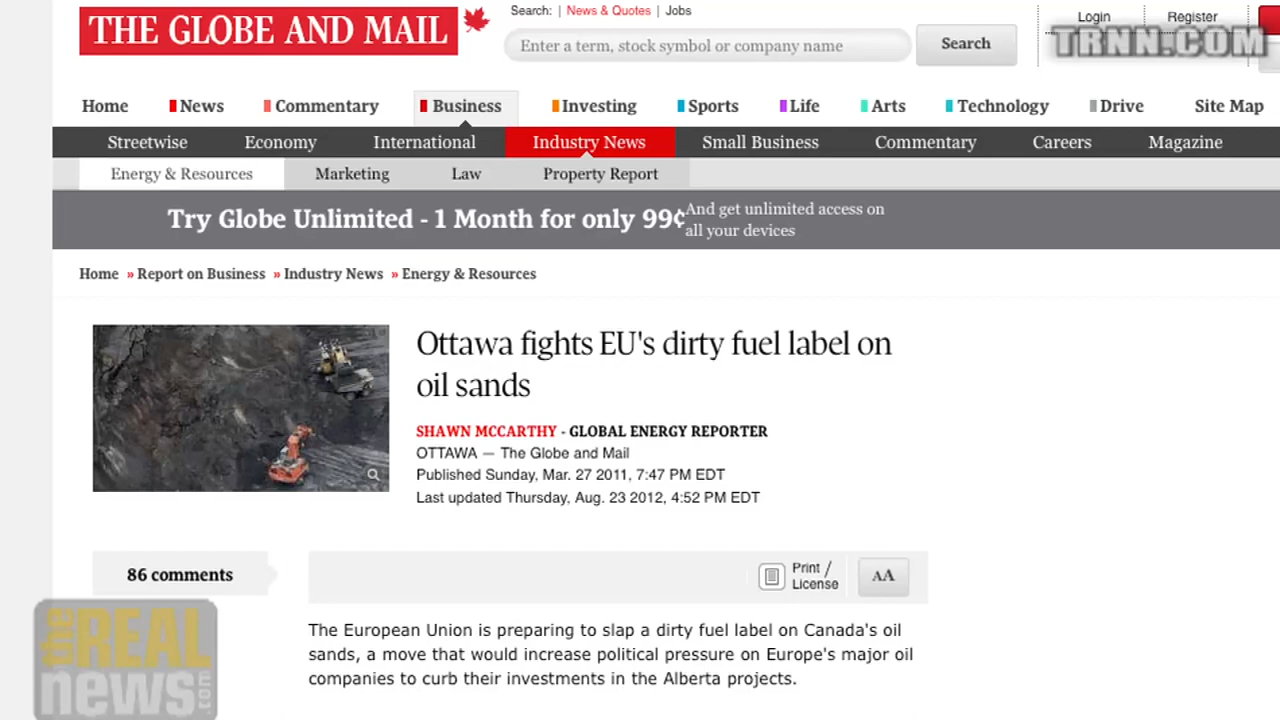 THE GLOBE AND MAIL
Search: | News & Quotes | Jobs
Enter a term, stock symbol or company name
Search
Login
Register
TRNN.COM
Home
News
Commentary
Business
Investing
Sports
Life
Arts
Technology
Drive
Site Map
Streetwise
Economy
International
Industry News
Small Business
Commentary
Careers
Magazine
Energy & Resources
Marketing
Law
Property Report
Try Globe Unlimited - 1 Month for only 99¢
And get unlimited access on
all your devices
Home » Report on Business » Industry News » Energy & Resources
Ottawa fights EU's dirty fuel label on
oil sands
SHAWN MCCARTHY - GLOBAL ENERGY REPORTER
OTTAWA — The Globe and Mail
Published Sunday, Mar. 27 2011, 7:47 PM EDT
Last updated Thursday, Aug. 23 2012, 4:52 PM EDT
86 comments
Print /
License
AA
The European Union is preparing to slap a dirty fuel label on Canada's oil
sands, a move that would increase political pressure on Europe's major oil
companies to curb their investments in the Alberta projects.
the REAL
news.com